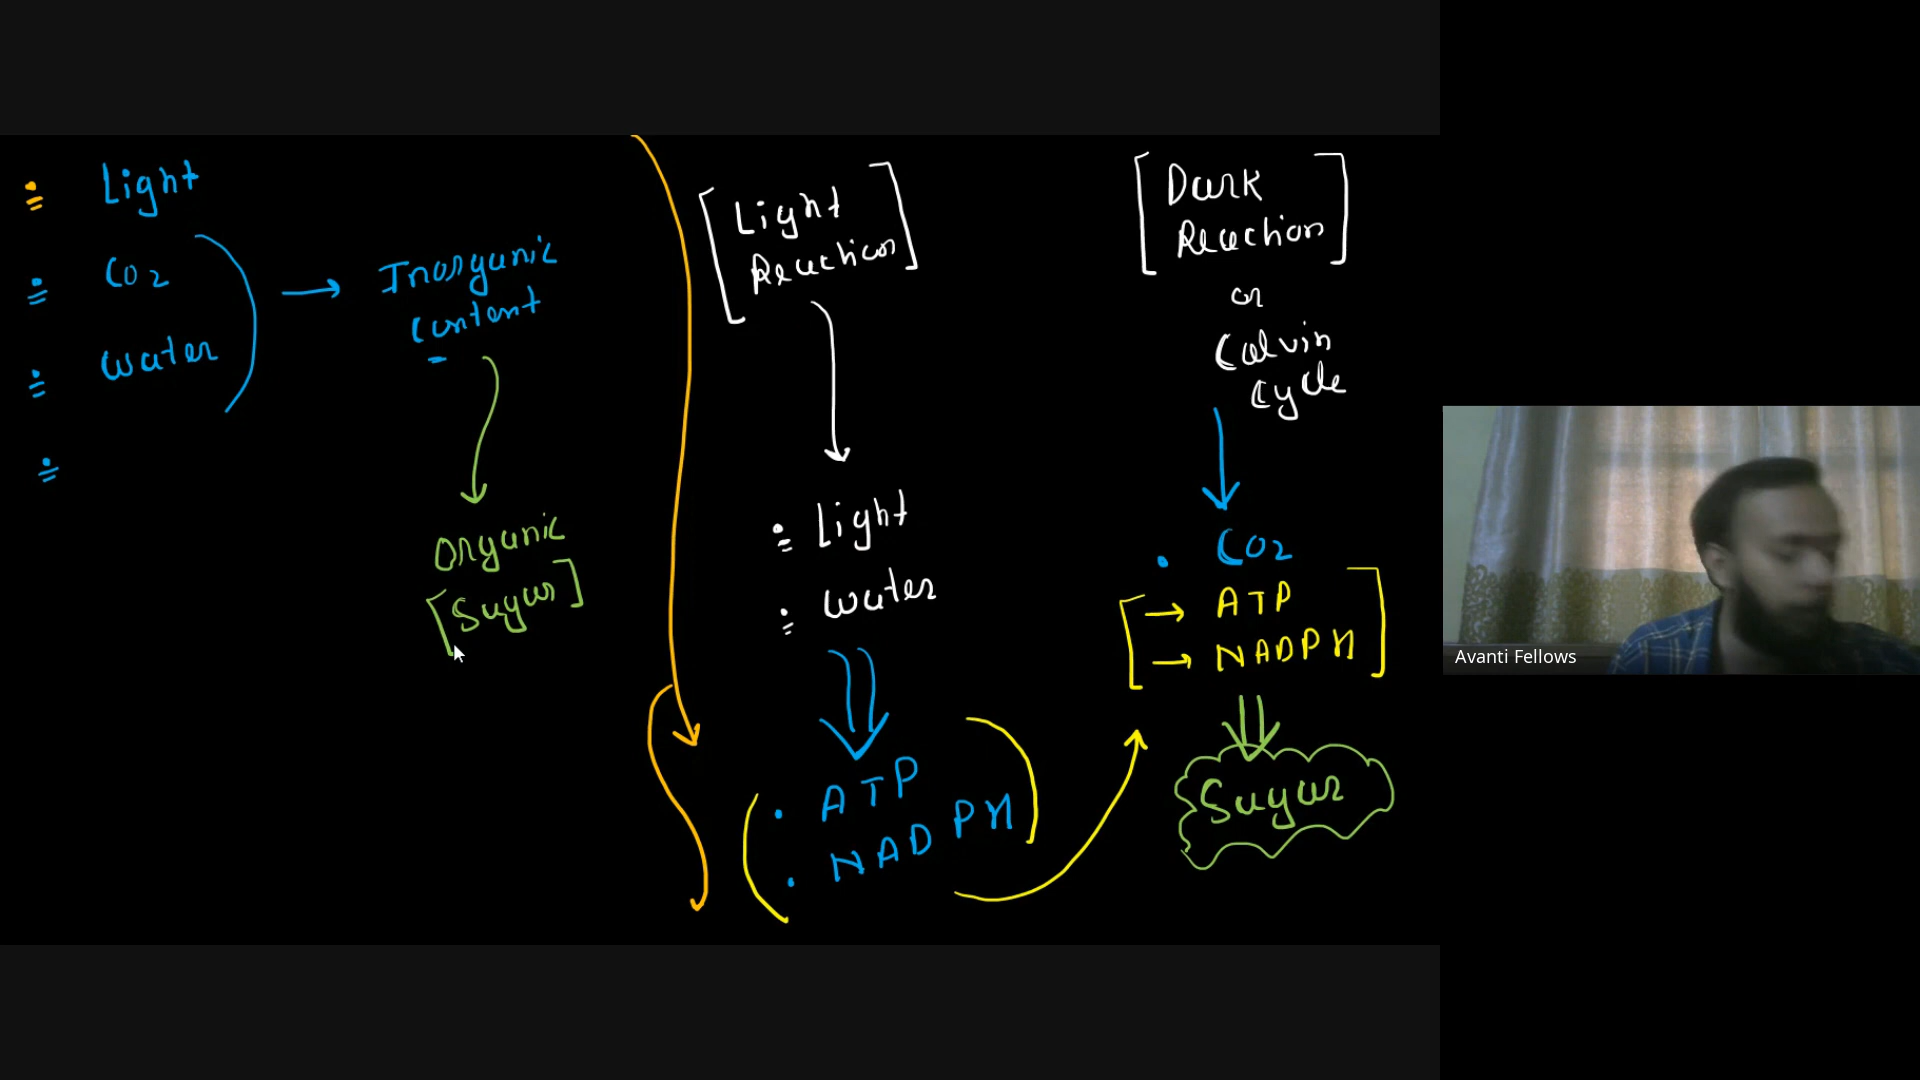 Light
CO2
water
Inorganic
content
Organic
[Sugar]
[Light
Reaction]
Light
water
ATP
NADPH
[Dark
Reaction]
or
Calvin
Cycle
CO2
ATP
NADPH
Sugar
Avanti Fellows